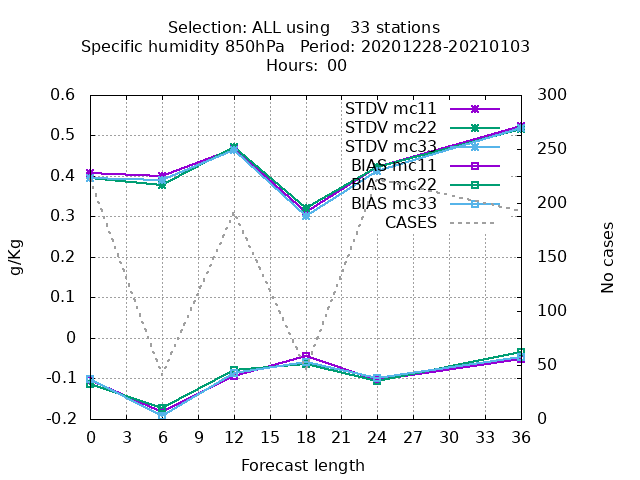 Selection: ALL using    33 stations
Specific humidity 850hPa   Period: 20201228-20210103
Hours: 00
0.6
0.5
0.4
0.3
0.2
0.1
0
-0.1
-0.2
g/Kg
STDV mc11
STDV mc22
STDV mc33
BIAS mc11
BIAS mc22
BIAS mc33
CASES
300
250
200
150
100
50
0
No cases
0 3 6 9 12 15 18 21 24 27 30 33 36
Forecast length